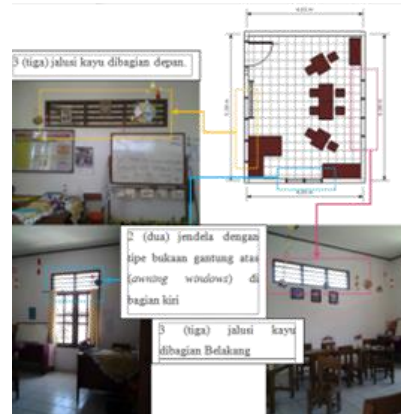 3 (tiga) jalusi kayu dibagian depan.
2 (dua) jendela dengan
tipe bukaan gantung atas
(awning windows) di
bagian kiri
3 (tiga) jalusi kayu
dibagian Belakang